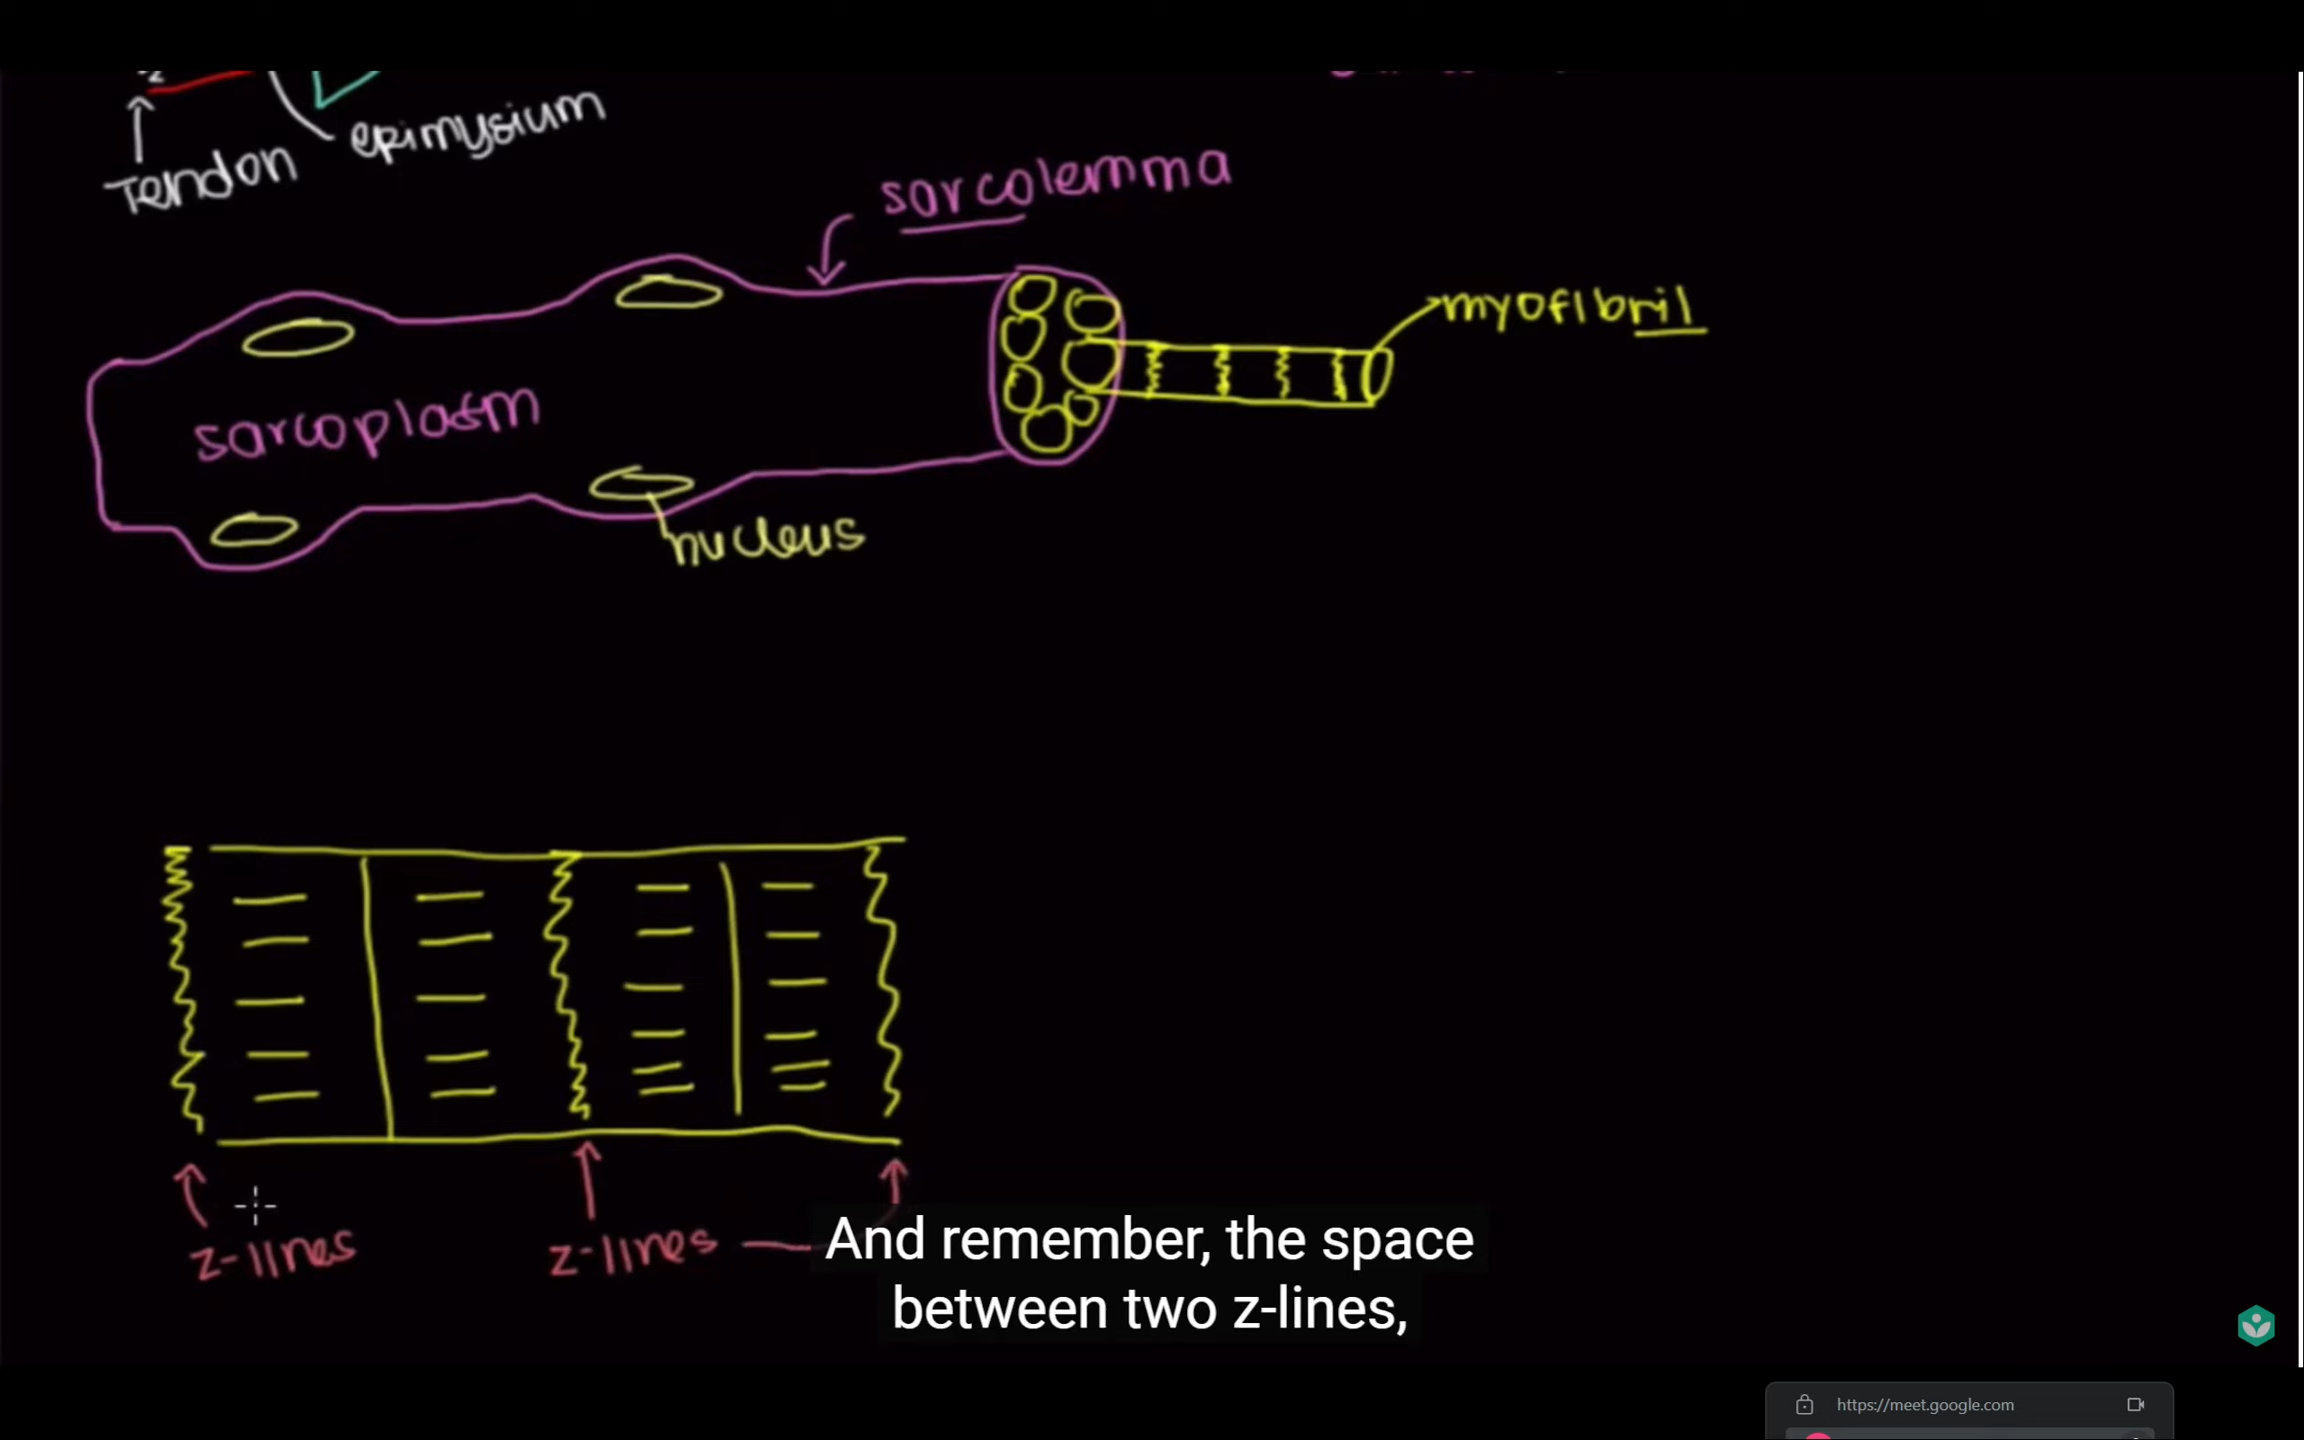 Tendon
epimysium
sarcolemma
myofibril
sarcoplasm
nucleus
z-lines
z-lines
And remember, the space
between two z-lines,
https://meet.google.com